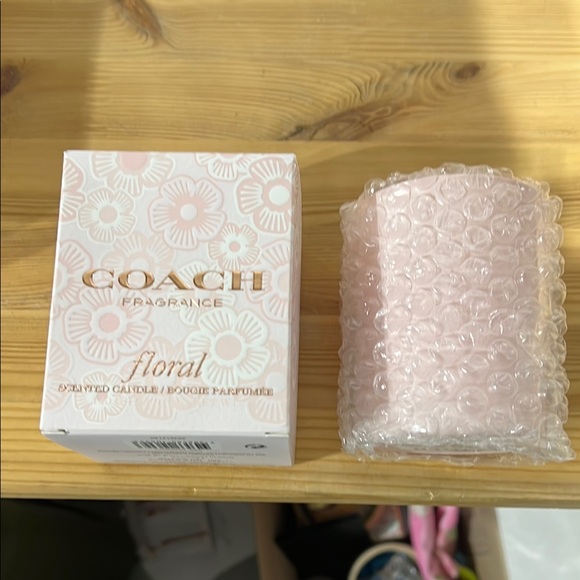 COACH
FRAGRANCE
floral
SCENTED CANDLE / BOUGIE PARFUMÉE